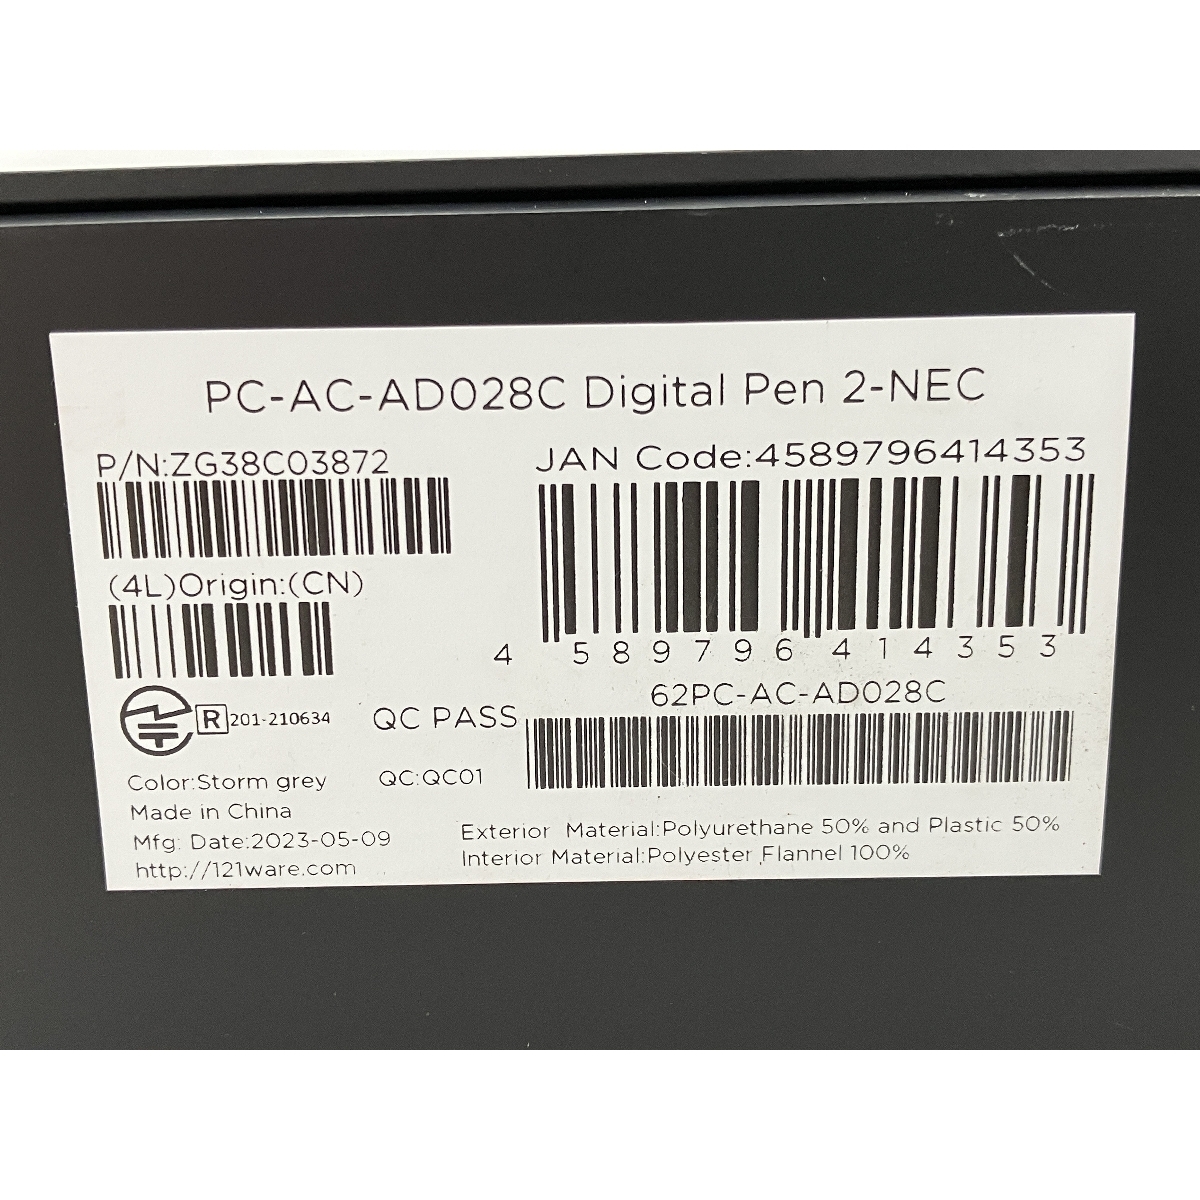 PC-AC-AD028C Digital Pen 2-NEC
P/N:ZG38C03872
JAN Code:4589796414353
(4L)Origin:(CN)
4 589796 414353
62PC-AC-AD028C
R 201-210634
QC PASS
Color:Storm grey
QC:QC01
Made in China
Mfg: Date:2023-05-09
http://121ware.com
Exterior Material:Polyurethane 50% and Plastic 50%
Interior Material:Polyester ,Flannel 100%